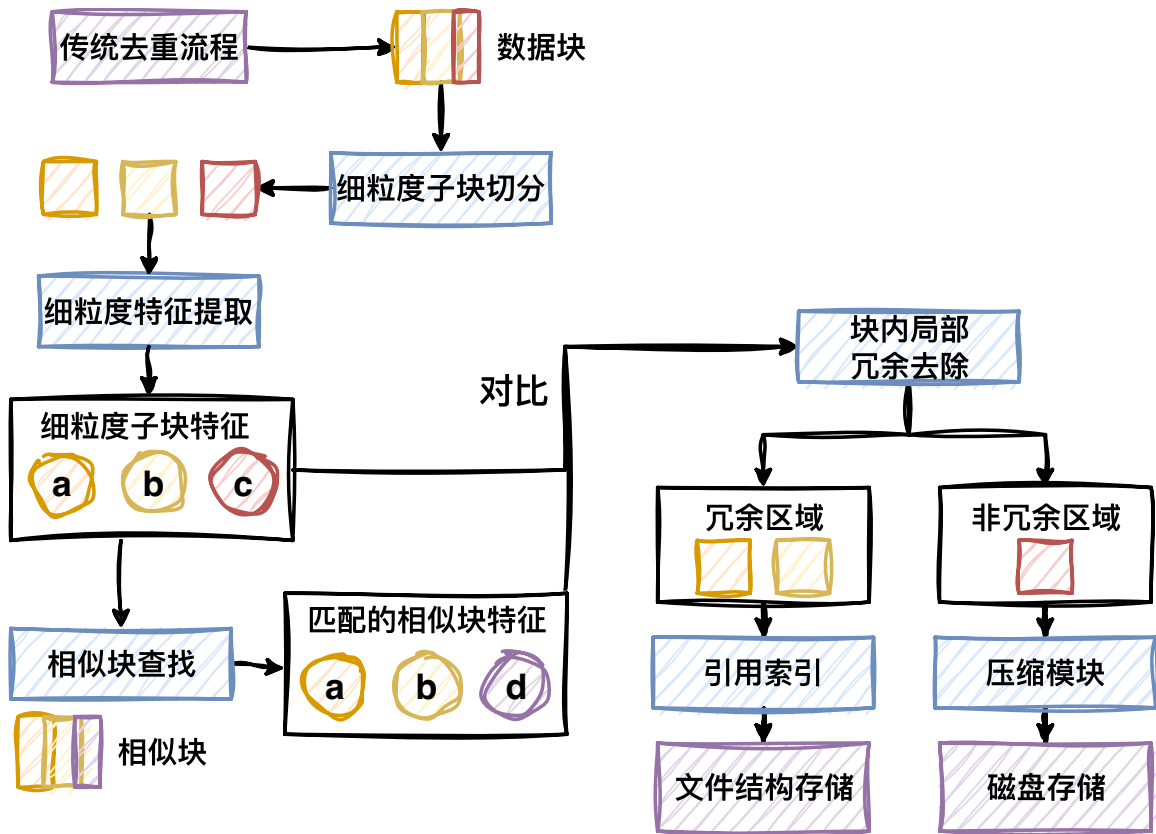 传统去重流程
数据块
细粒度子块切分
细粒度特征提取
细粒度子块特征
a b c
对比
相似块查找
相似块
匹配的相似块特征
a b d
块内局部
冗余去除
冗余区域
非冗余区域
引用索引
压缩模块
文件结构存储
磁盘存储